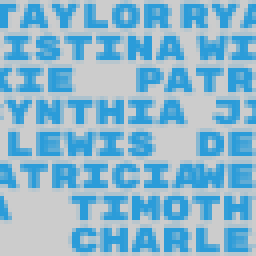 TAYLOR RYA
ISTINA WI
KIE PATR
YNTHIA JI
LEWIS DE
ATRICIAWE
A TIMOTH
CHARLE